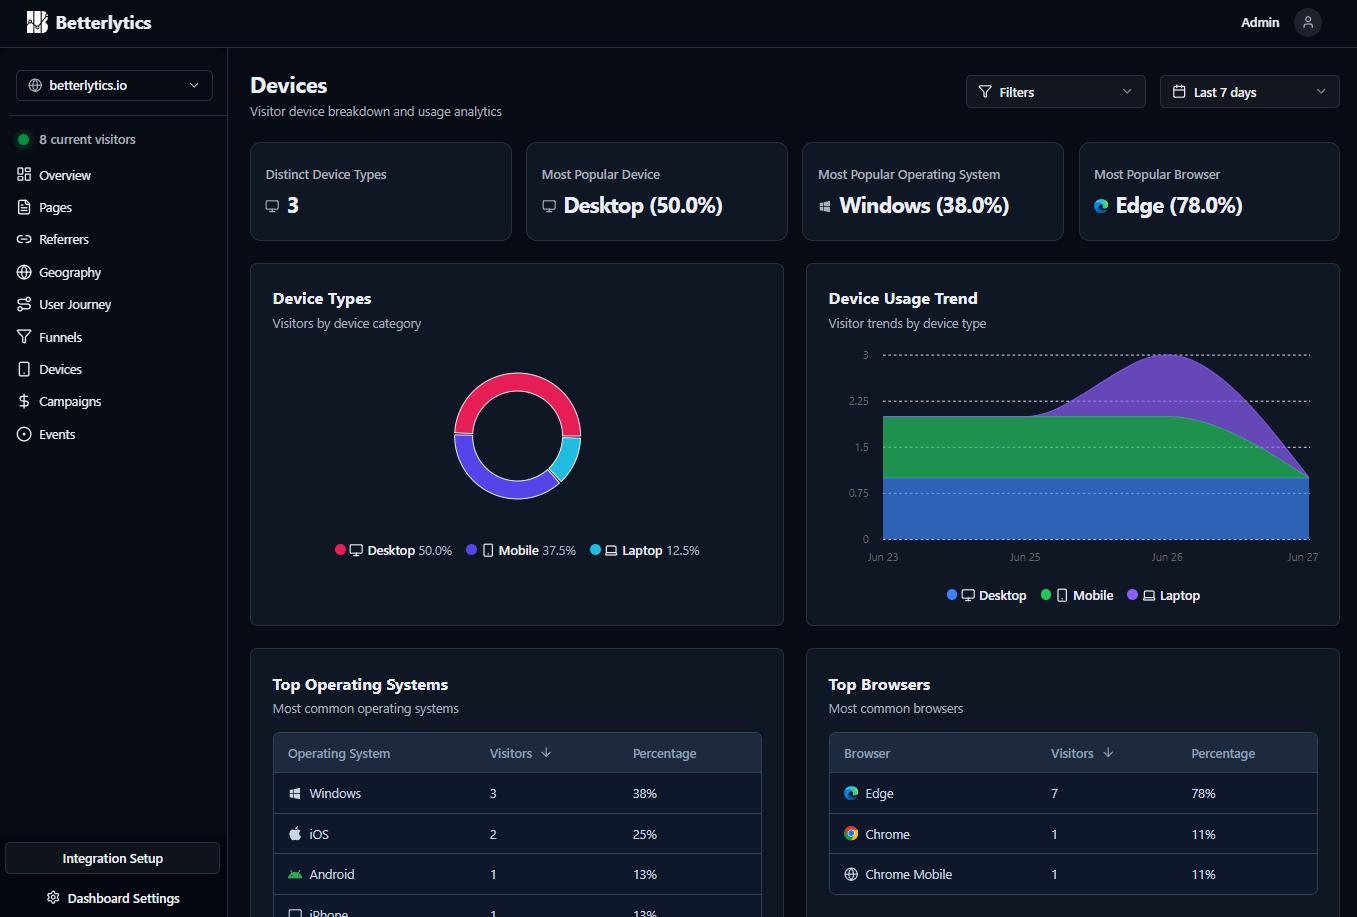 Betterlytics
Admin
betterlytics.io
8 current visitors
Overview
Pages
Referrers
Geography
User Journey
Funnels
Devices
Campaigns
Events
Integration Setup
Dashboard Settings
Devices
Visitor device breakdown and usage analytics
Filters
Last 7 days
Distinct Device Types
3
Most Popular Device
Desktop (50.0%)
Most Popular Operating System
Windows (38.0%)
Most Popular Browser
Edge (78.0%)
Device Types
Visitors by device category
Desktop 50.0% Mobile 37.5% Laptop 12.5%
Device Usage Trend
Visitor trends by device type
3
2.25
1.5
0.75
0
Jun 23 Jun 25 Jun 26 Jun 27
Desktop Mobile Laptop
Top Operating Systems
Most common operating systems
Operating System Visitors Percentage
Windows 3 38%
iOS 2 25%
Android 1 13%
iPhone 1 13%
Top Browsers
Most common browsers
Browser Visitors Percentage
Edge 7 78%
Chrome 1 11%
Chrome Mobile 1 11%